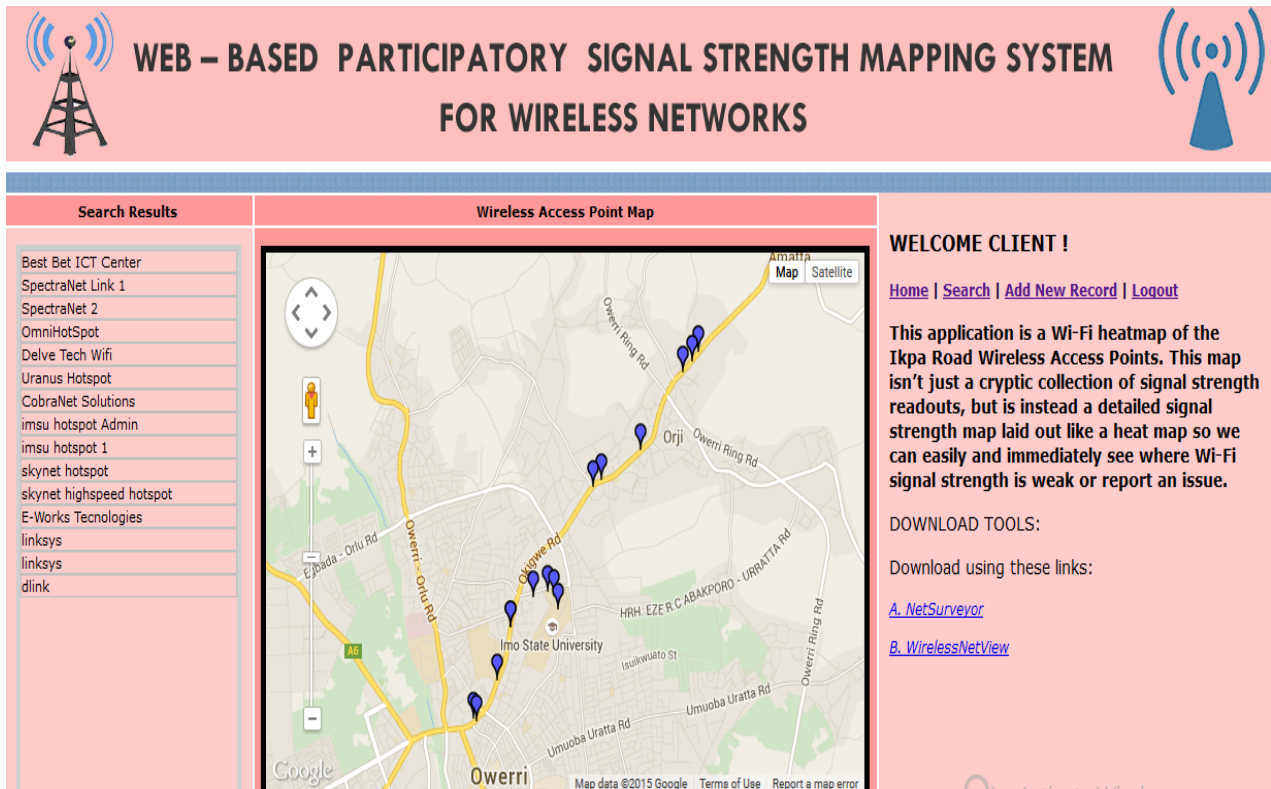 WEB – BASED PARTICIPATORY SIGNAL STRENGTH MAPPING SYSTEM
FOR WIRELESS NETWORKS
Search Results
Best Bet ICT Center
SpectraNet Link 1
SpectraNet 2
OmniHotSpot
Delve Tech Wifi
Uranus Hotspot
CobraNet Solutions
imsu hotspot Admin
imsu hotspot 1
skynet hotspot
skynet highspeed hotspot
E-Works Tecnologies
linksys
linksys
dlink
Wireless Access Point Map
Amatta
Map Satellite
Owerri Ring Rd
Orji
Owerri Ring Rd
Egbada - Orlu Rd
Owerri - Orlu Rd
Okigwe Rd
HRH. EZE R.C ABAKPORO - URRATTA RD
Imo State University
Isuikwuato St
Owerri Ring Rd
A6
Umuoba Uratta Rd
Umuoba Uratta Rd
Owerri
Google
Map data ©2015 Google Terms of Use Report a map error
WELCOME CLIENT !
Home | Search | Add New Record | Logout
This application is a Wi-Fi heatmap of the
Ikpa Road Wireless Access Points. This map
isn't just a cryptic collection of signal strength
readouts, but is instead a detailed signal
strength map laid out like a heat map so we
can easily and immediately see where Wi-Fi
signal strength is weak or report an issue.
DOWNLOAD TOOLS:
Download using these links:
A. NetSurveyor
B. WirelessNetView